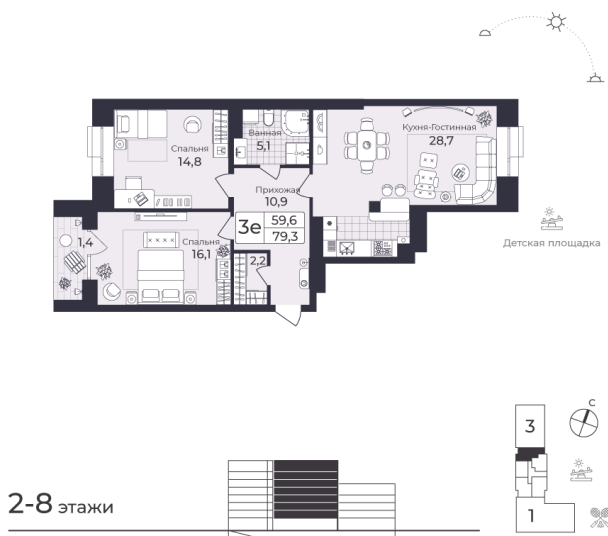 Спальня
14,8
Ванная
5,1
Кухня-Гостинная
28,7
Прихожая
10,9
3е
59,6
79,3
1,4
Спальня
16,1
2,2
Детская площадка
С
3
1
2-8 этажи